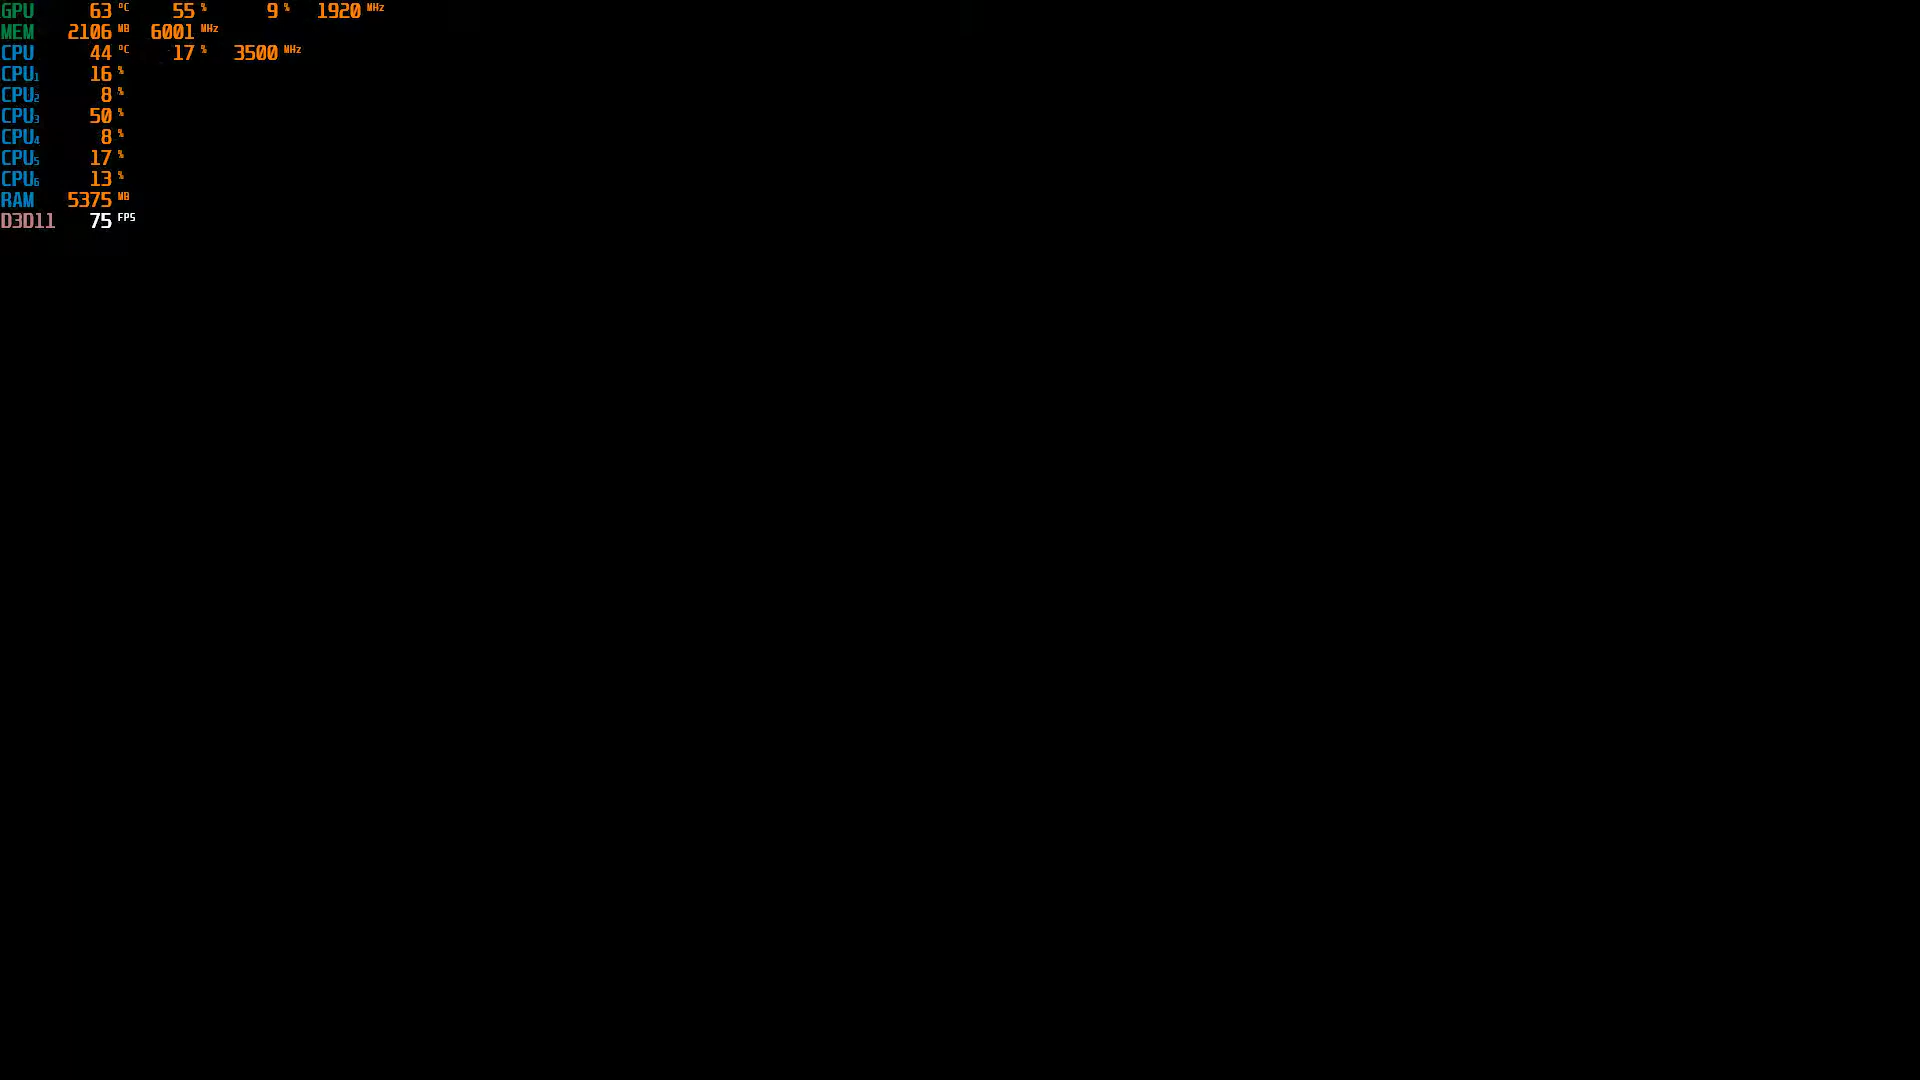 GPU 63 °C 55 % 9 % 1920 MHz
MEM 2106 MB 6001 MHz
CPU 44 °C 17 % 3500 MHz
CPU1 16 %
CPU2 8 %
CPU3 50 %
CPU4 8 %
CPU5 17 %
CPU6 13 %
RAM 5375 MB
D3D11 75 FPS